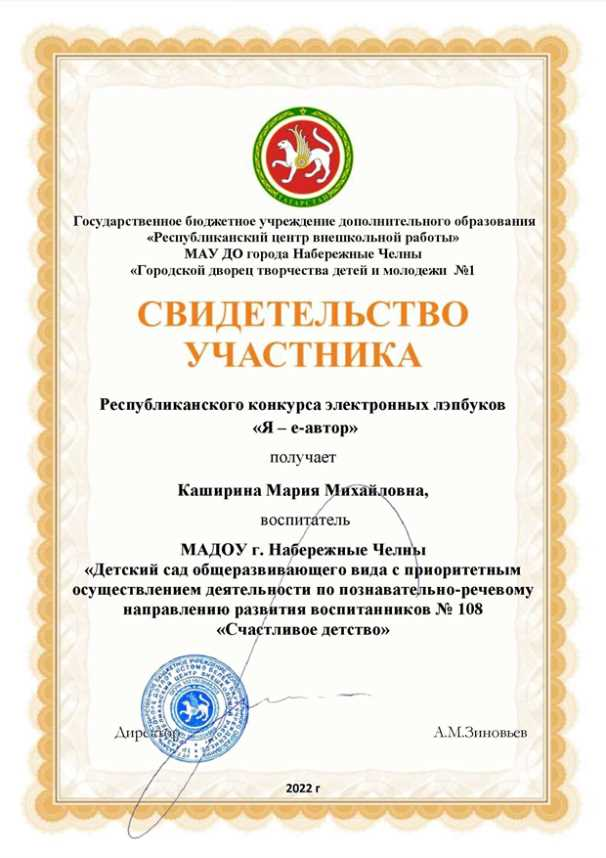 ТАТАРСТАН
Государственное бюджетное учреждение дополнительного образования
«Республиканский центр внешкольной работы»
МАУ ДО города Набережные Челны
«Городской дворец творчества детей и молодежи №1
СВИДЕТЕЛЬСТВО
УЧАСТНИКА
Республиканского конкурса электронных лэпбуков
«Я – е-автор»
получает
Каширина Мария Михайловна,
воспитатель
МАДОУ г. Набережные Челны
«Детский сад общеразвивающего вида с приоритетным
осуществлением деятельности по познавательно-речевому
направлению развития воспитанников № 108
«Счастливое детство»
Директор А.М.Зиновьев
2022 г